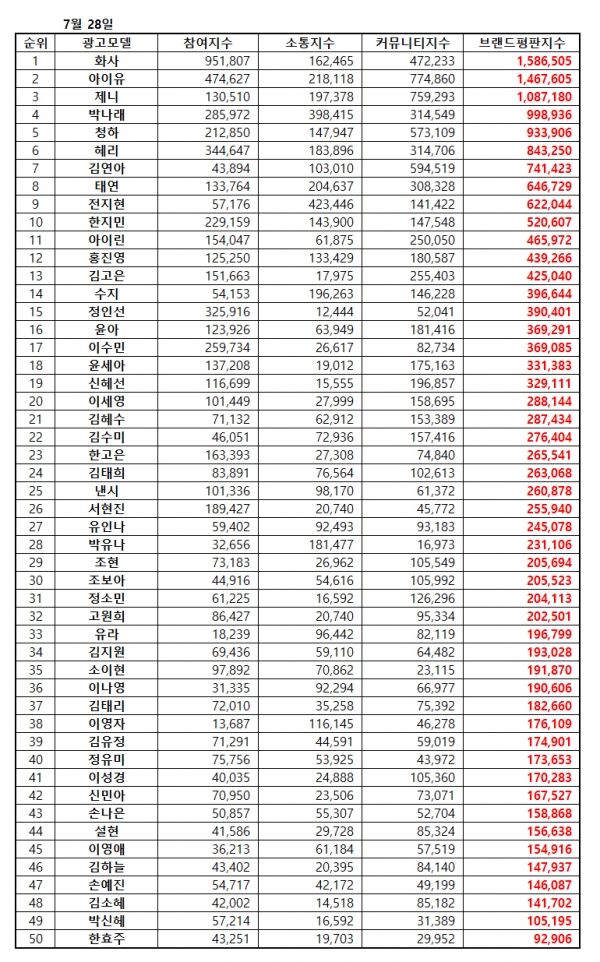 7월 28일
순위 광고모델 참여지수 소통지수 커뮤니티지수 브랜드평판지수
1 화사 951,807 162,465 472,233 1,586,505
2 아이유 474,627 218,118 774,860 1,467,605
3 제니 130,510 197,378 759,293 1,087,180
4 박나래 285,972 398,415 314,549 998,936
5 청하 212,850 147,947 573,109 933,906
6 혜리 344,647 183,896 314,706 843,250
7 김연아 43,894 103,010 594,519 741,423
8 태연 133,764 204,637 308,328 646,729
9 전지현 57,176 423,446 141,422 622,044
10 한지민 229,159 143,900 147,548 520,607
11 아이린 154,047 61,875 250,050 465,972
12 홍진영 125,250 133,429 180,587 439,266
13 김고은 151,663 17,975 255,403 425,040
14 수지 54,153 196,263 146,228 396,644
15 정인선 325,916 12,444 52,041 390,401
16 윤아 123,926 63,949 181,416 369,291
17 이수민 259,734 26,617 82,734 369,085
18 윤세아 137,208 19,012 175,163 331,383
19 신혜선 116,699 15,555 196,857 329,111
20 이세영 101,449 27,999 158,695 288,144
21 김혜수 71,132 62,912 153,389 287,434
22 김수미 46,051 72,936 157,416 276,404
23 한고은 163,393 27,308 74,840 265,541
24 김태희 83,891 76,564 102,613 263,068
25 낸시 101,336 98,170 61,372 260,878
26 서현진 189,427 20,740 45,772 255,940
27 유인나 59,402 92,493 93,183 245,078
28 박유나 32,656 181,477 16,973 231,106
29 조현 73,183 26,962 105,549 205,694
30 조보아 44,916 54,616 105,992 205,523
31 정소민 61,225 16,592 126,296 204,113
32 고원희 86,427 20,740 95,334 202,501
33 유라 18,239 96,442 82,119 196,799
34 김지원 69,436 59,110 64,482 193,028
35 소이현 97,892 70,862 23,115 191,870
36 이나영 31,335 92,294 66,977 190,606
37 김태리 72,010 35,258 75,392 182,660
38 이영자 13,687 116,145 46,278 176,109
39 김유정 71,291 44,591 59,019 174,901
40 정유미 75,756 53,925 43,972 173,653
41 이성경 40,035 24,888 105,360 170,283
42 신민아 70,950 23,506 73,071 167,527
43 손나은 50,857 55,307 52,704 158,868
44 설현 41,586 29,728 85,324 156,638
45 이영애 36,213 61,184 57,519 154,916
46 김하늘 43,402 20,395 84,140 147,937
47 손예진 54,717 42,172 49,199 146,087
48 김소혜 42,002 14,518 85,182 141,702
49 박신혜 57,214 16,592 31,389 105,195
50 한효주 43,251 19,703 29,952 92,906